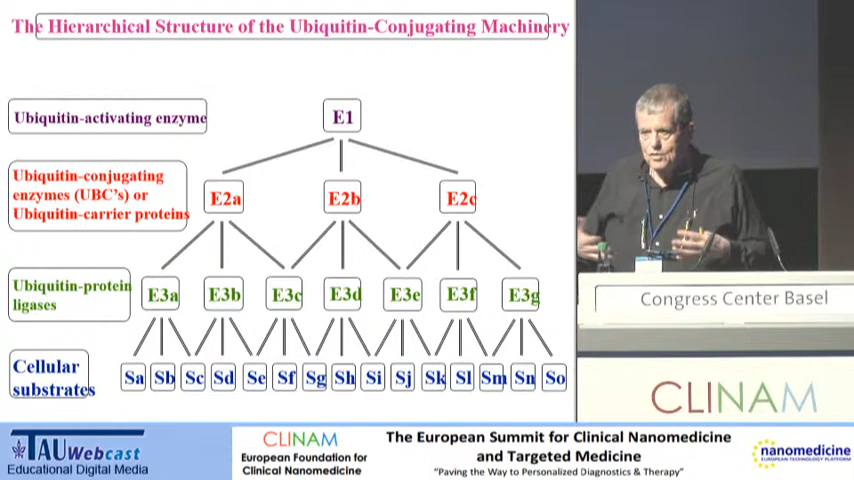 The Hierarchical Structure of the Ubiquitin-Conjugating Machinery
Ubiquitin-activating enzyme
E1
Ubiquitin-conjugating
enzymes (UBC's) or
Ubiquitin-carrier proteins
E2a E2b E2c
Ubiquitin-protein
ligases
E3a E3b E3c E3d E3e E3f E3g
Cellular
substrates
Sa Sb Sc Sd Se Sf Sg Sh Si Sj Sk Sl Sm Sn So
Congress Center Basel
CLINAM
TAUWebcast
Educational Digital Media
CLINAM
European Foundation for
Clinical Nanomedicine
The European Summit for Clinical Nanomedicine
and Targeted Medicine
"Paving the Way to Personalized Diagnostics & Therapy"
nanomedicine
EUROPEAN TECHNOLOGY PLATFORM